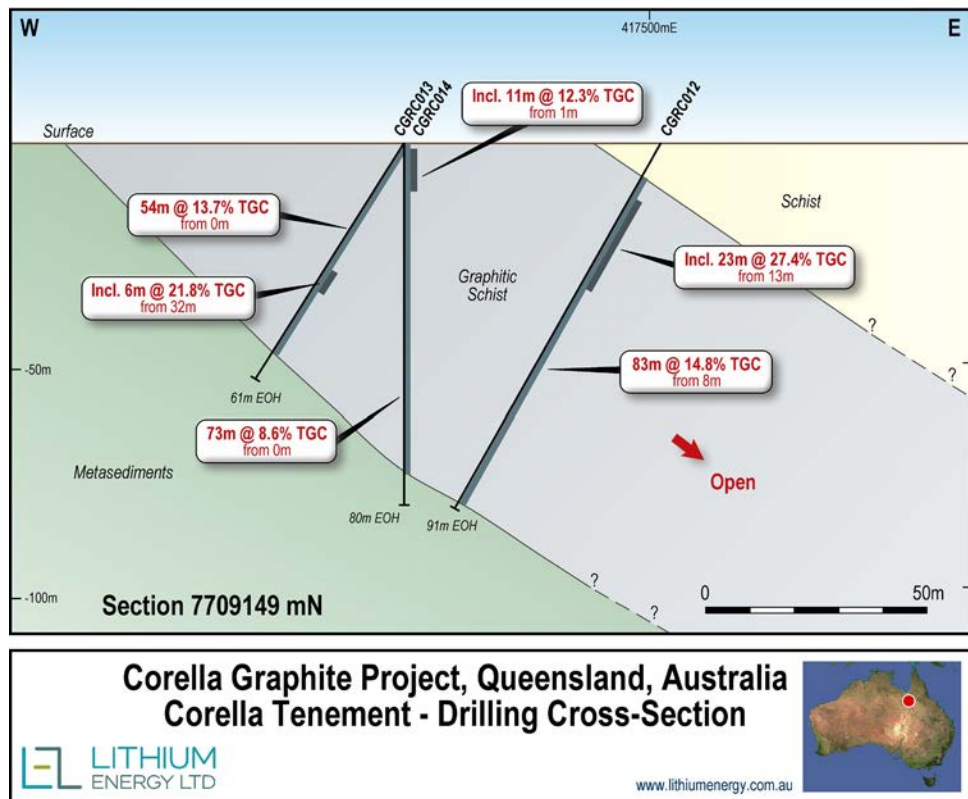 W
417500mE
E
CGRC013
CGRC014
Incl. 11m @ 12.3% TGC
from 1m
CGRC012
Surface
54m @ 13.7% TGC
from 0m
Schist
Incl. 23m @ 27.4% TGC
from 13m
Graphitic
Schist
Incl. 6m @ 21.8% TGC
from 32m
?
-50m
83m @ 14.8% TGC
from 8m
?
61m EOH
73m @ 8.6% TGC
from 0m
Metasediments
Open
80m EOH
91m EOH
?
-100m
Section 7709149 mN
0
50m
?
Corella Graphite Project, Queensland, Australia
Corella Tenement - Drilling Cross-Section
LITHIUM
ENERGY LTD
www.lithiumenergy.com.au